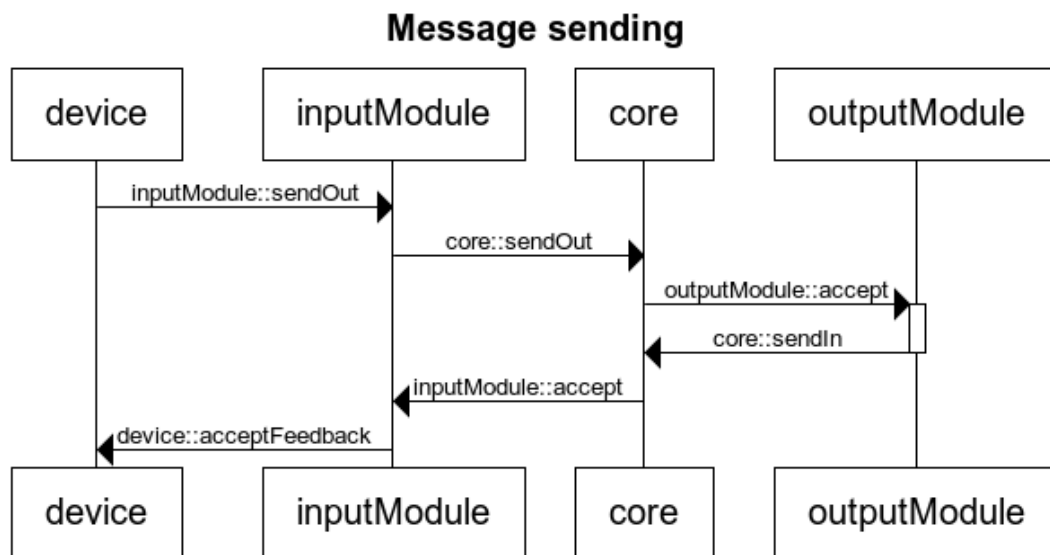 Message sending
device
inputModule
core
outputModule
inputModule::sendOut
core::sendOut
outputModule::accept
core::sendIn
inputModule::accept
device::acceptFeedback
device
inputModule
core
outputModule